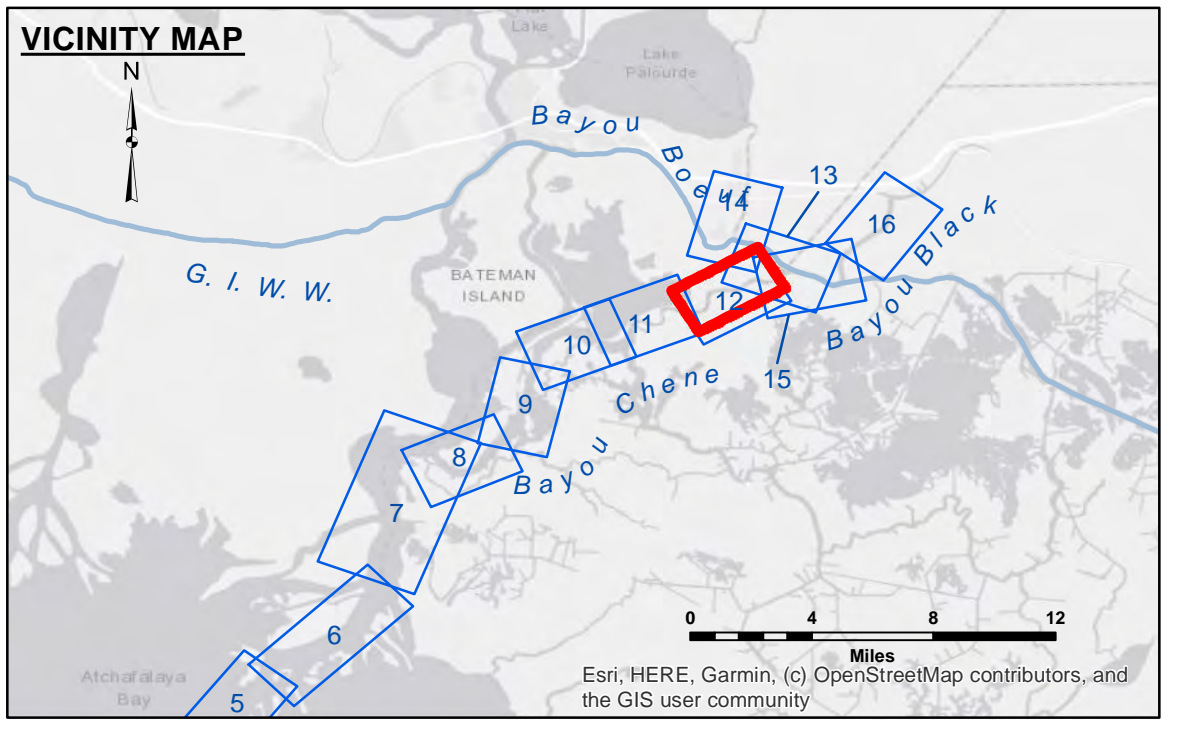 VICINITY MAP
N
Lake
Lake
Palourde
Bayou
Boeuf
13
14
16
Bayou Black
G. I. W. W.
BATEMAN
ISLAND
12
11
10
15
Bayou Chene
9
8
7
6
5
0 4 8 12
Miles
Atchafalaya
Bay
Esri, HERE, Garmin, (c) OpenStreetMap contributors, and
the GIS user community